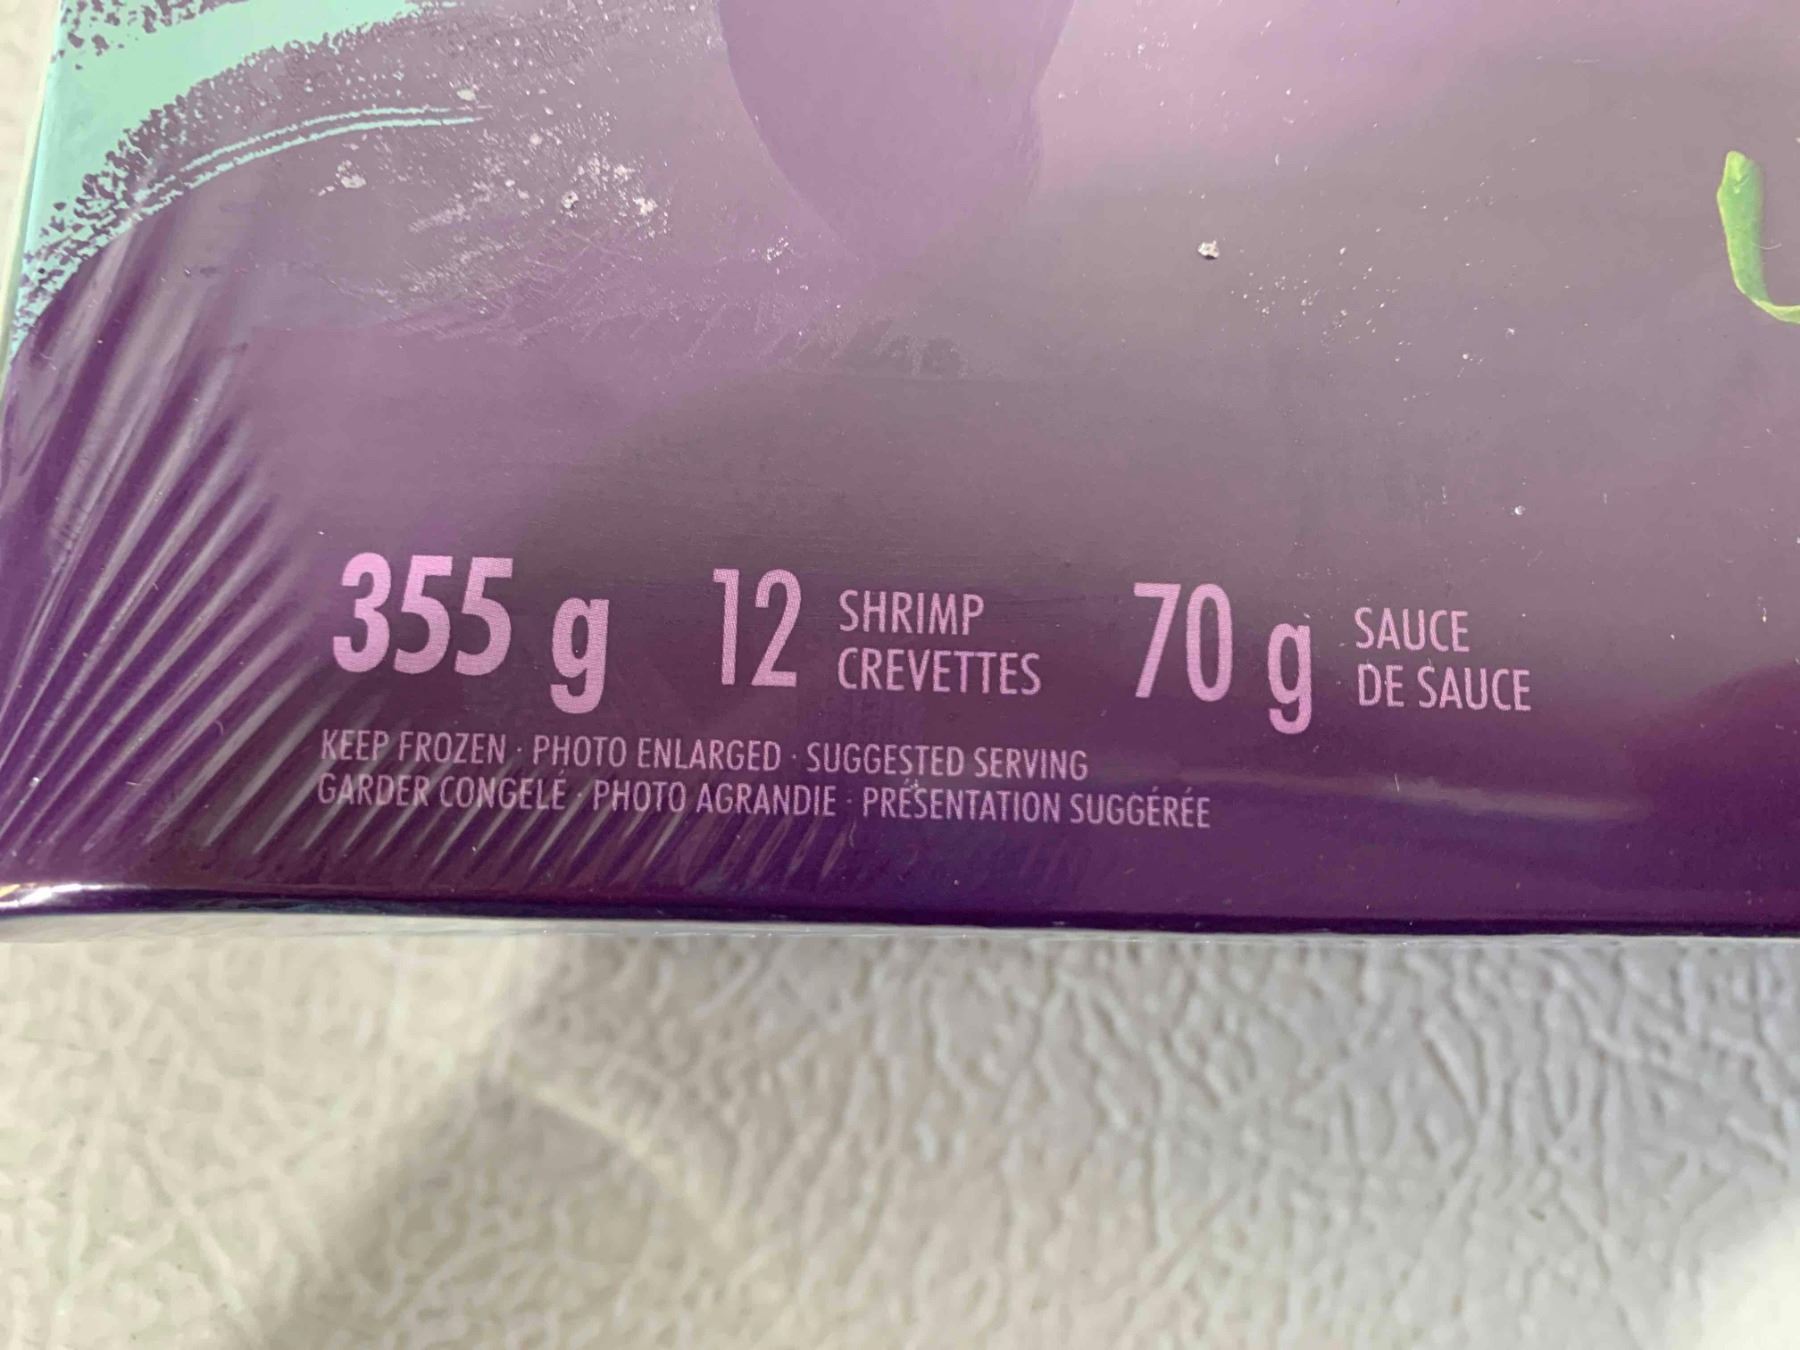 355 g 12 SHRIMP 70 g SAUCE
CREVETTES DE SAUCE
KEEP FROZEN · PHOTO ENLARGED · SUGGESTED SERVING
GARDER CONGELÉ · PHOTO AGRANDIE · PRÉSENTATION SUGGÉRÉE